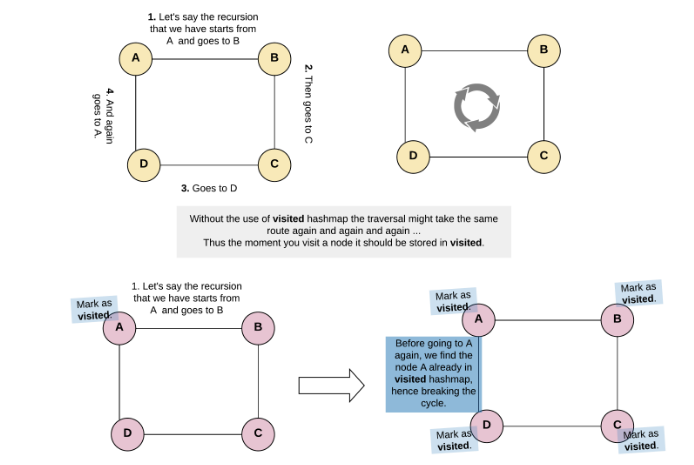 1. Let's say the recursion
that we have starts from
A and goes to B
A
B
2. Then goes to C
4. And again
goes to A.
D
C
3. Goes to D
A
B
D
C
Without the use of visited hashmap the traversal might take the same
route again and again and again ...
Thus the moment you visit a node it should be stored in visited.
1. Let's say the recursion
that we have starts from
A and goes to B
Mark as
visited.
A
B
D
C
Mark as
visited.
A
Mark as
visited.
B
Before going to A
again, we find the
node A already in
visited hashmap,
hence breaking the
cycle.
Mark as
visited.
D
C
Mark as
visited.